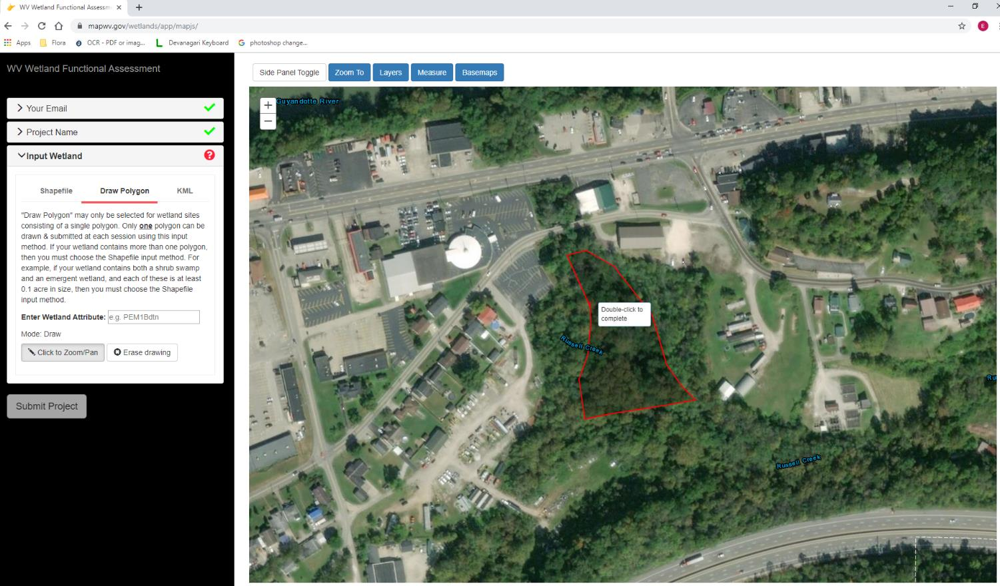 WV Wetland Functional Assessm
mapwv.gov/wetlands/app/mapjs/
E
Apps
Flora
OCR - PDF or imag...
Devanagari Keyboard
photoshop change...
WV Wetland Functional Assessment
Side Panel Toggle
Zoom To
Layers
Measure
Basemaps
Your Email
Project Name
Input Wetland
?
Shapefile
Draw Polygon
KML
"Draw Polygon" may only be selected for wetland sites
consisting of a single polygon. Only one polygon can be
drawn & submitted at each session using this input
method. If your wetland contains more than one polygon,
then you must choose the Shapefile input method. For
example, if your wetland contains both a shrub swamp
and an emergent wetland, and each of these is at least
0.1 acre in size, then you must choose the Shapefile
input method.
Enter Wetland Attribute: e.g. PEM1Bdtn
Mode: Draw
Click to Zoom/Pan
Erase drawing
Submit Project
+
−
Guyandotte River
Double-click to
complete
Russell Creek
Ru
Russell Creek